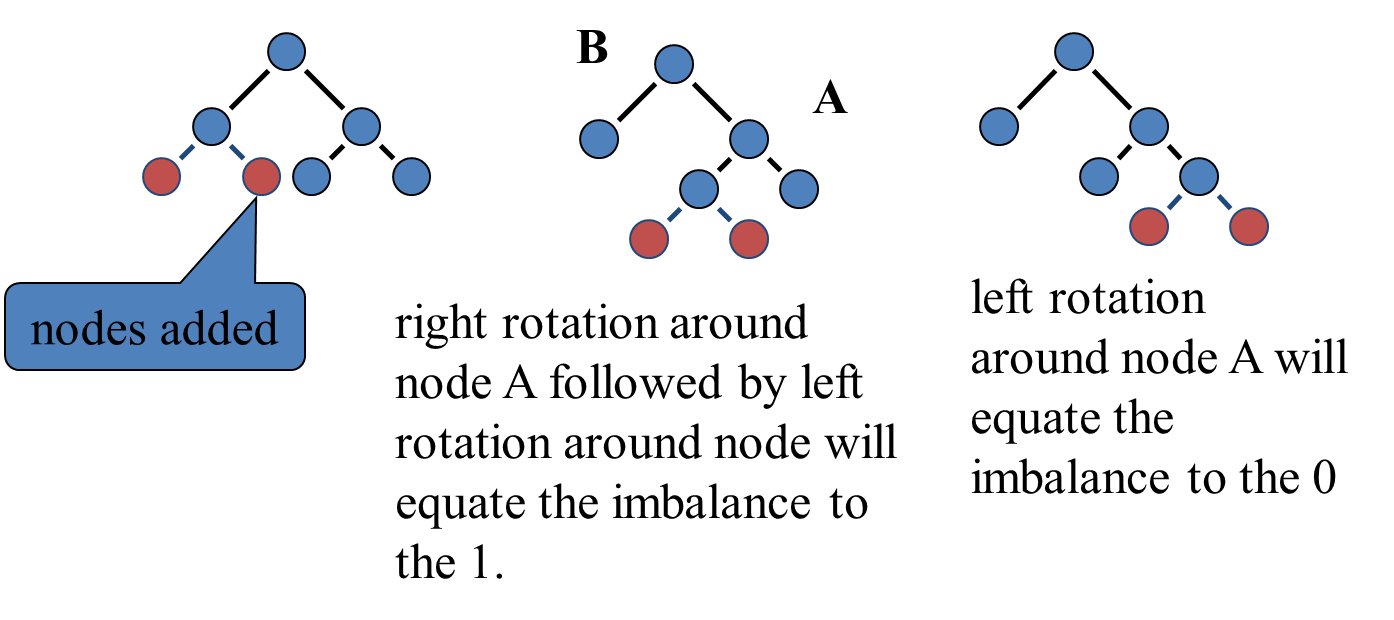 B
A
nodes added
right rotation around
node A followed by left
rotation around node will
equate the imbalance to
the 1.
left rotation
around node A will
equate the
imbalance to the 0